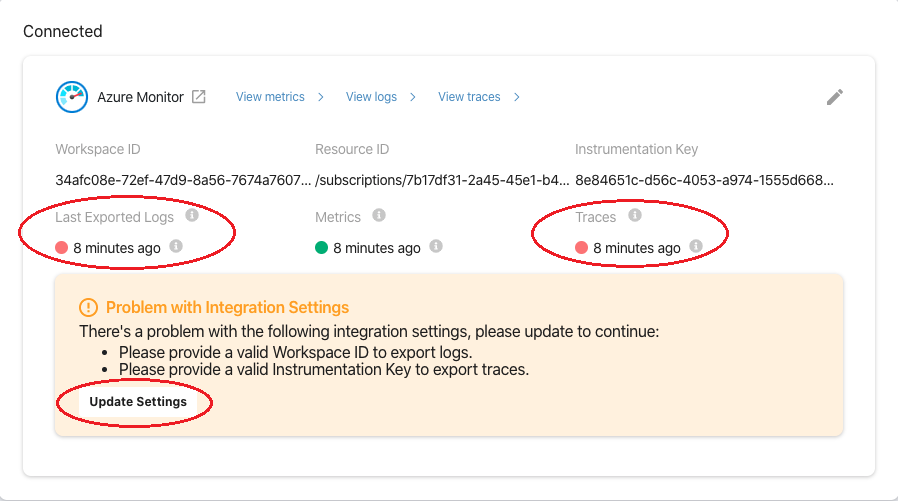 Connected
Azure Monitor View metrics View logs View traces
Workspace ID Resource ID Instrumentation Key
34afc08e-72ef-47d9-8a56-7674a7607... /subscriptions/7b17df31-2a45-45e1-b4... 8e84651c-d56c-4053-a974-1555d668...
Last Exported Logs Metrics Traces
8 minutes ago 8 minutes ago 8 minutes ago
Problem with Integration Settings
There's a problem with the following integration settings, please update to continue:
• Please provide a valid Workspace ID to export logs.
• Please provide a valid Instrumentation Key to export traces.
Update Settings